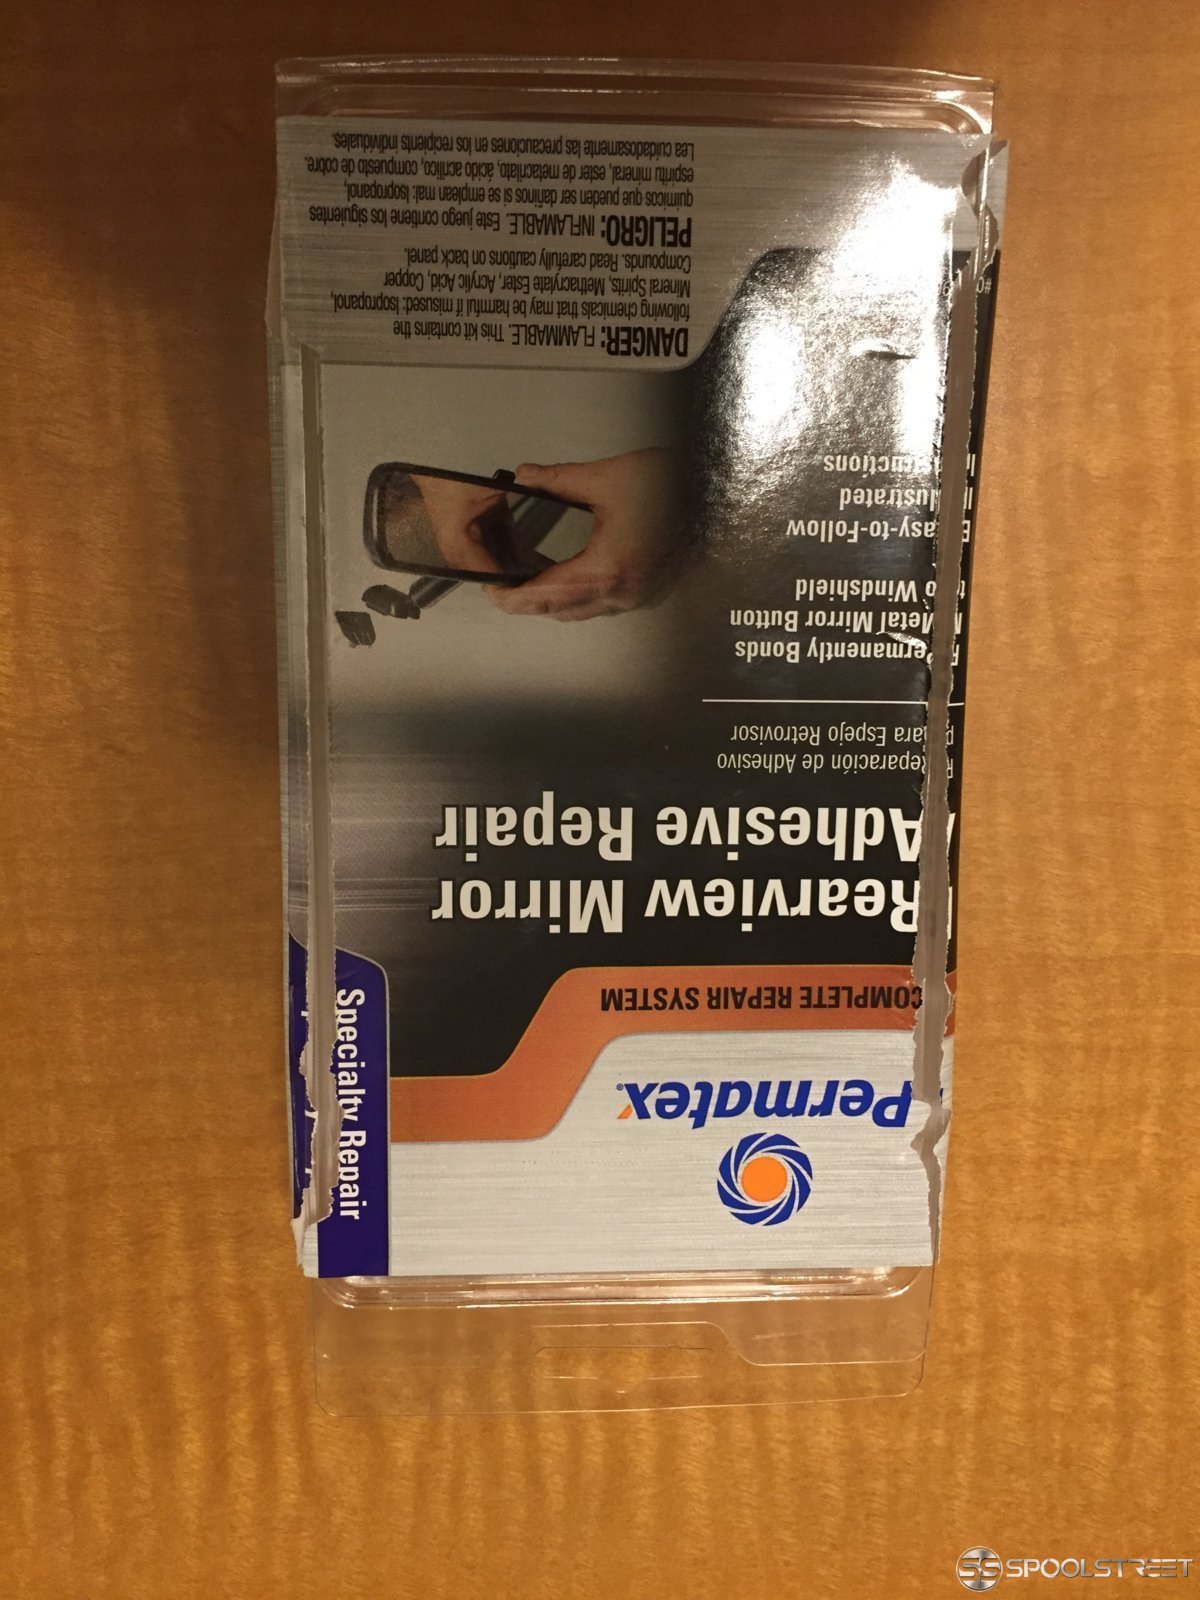 Permatex®
COMPLETE REPAIR SYSTEM
Rearview Mirror
Adhesive Repair
Reparación de Adhesivo
Para Espejo Retrovisor
Permanently Bonds
Metal Mirror Button
to Windshield
Easy-to-Follow
Illustrated
Instructions
Specialty Repair
DANGER: FLAMMABLE. This kit contains the
following chemicals that may be harmful if misused: Isopropanol,
Mineral Spirits, Methacrylate Ester, Acrylic Acid, Copper
Compounds. Read carefully cautions on back panel.
PELIGRO: INFLAMABLE. Este juego contiene los siguientes
químicos que pueden ser dañinos si se emplean mal: Isopropanol,
espíritu mineral, ester de metacrilato, ácido acrílico, compuesto de cobre.
Lea cuidadosamente las precauciones en los recipients individuales.
SS SPOOLSTREET